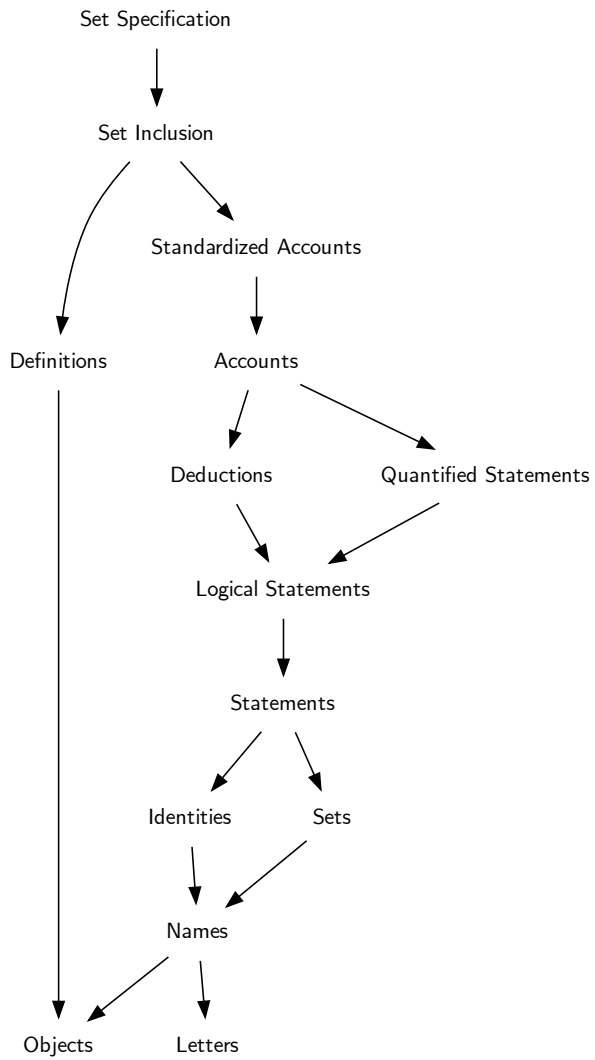 Set Specification
Set Inclusion
Standardized Accounts
Definitions
Accounts
Deductions
Quantified Statements
Logical Statements
Statements
Identities
Sets
Names
Objects
Letters